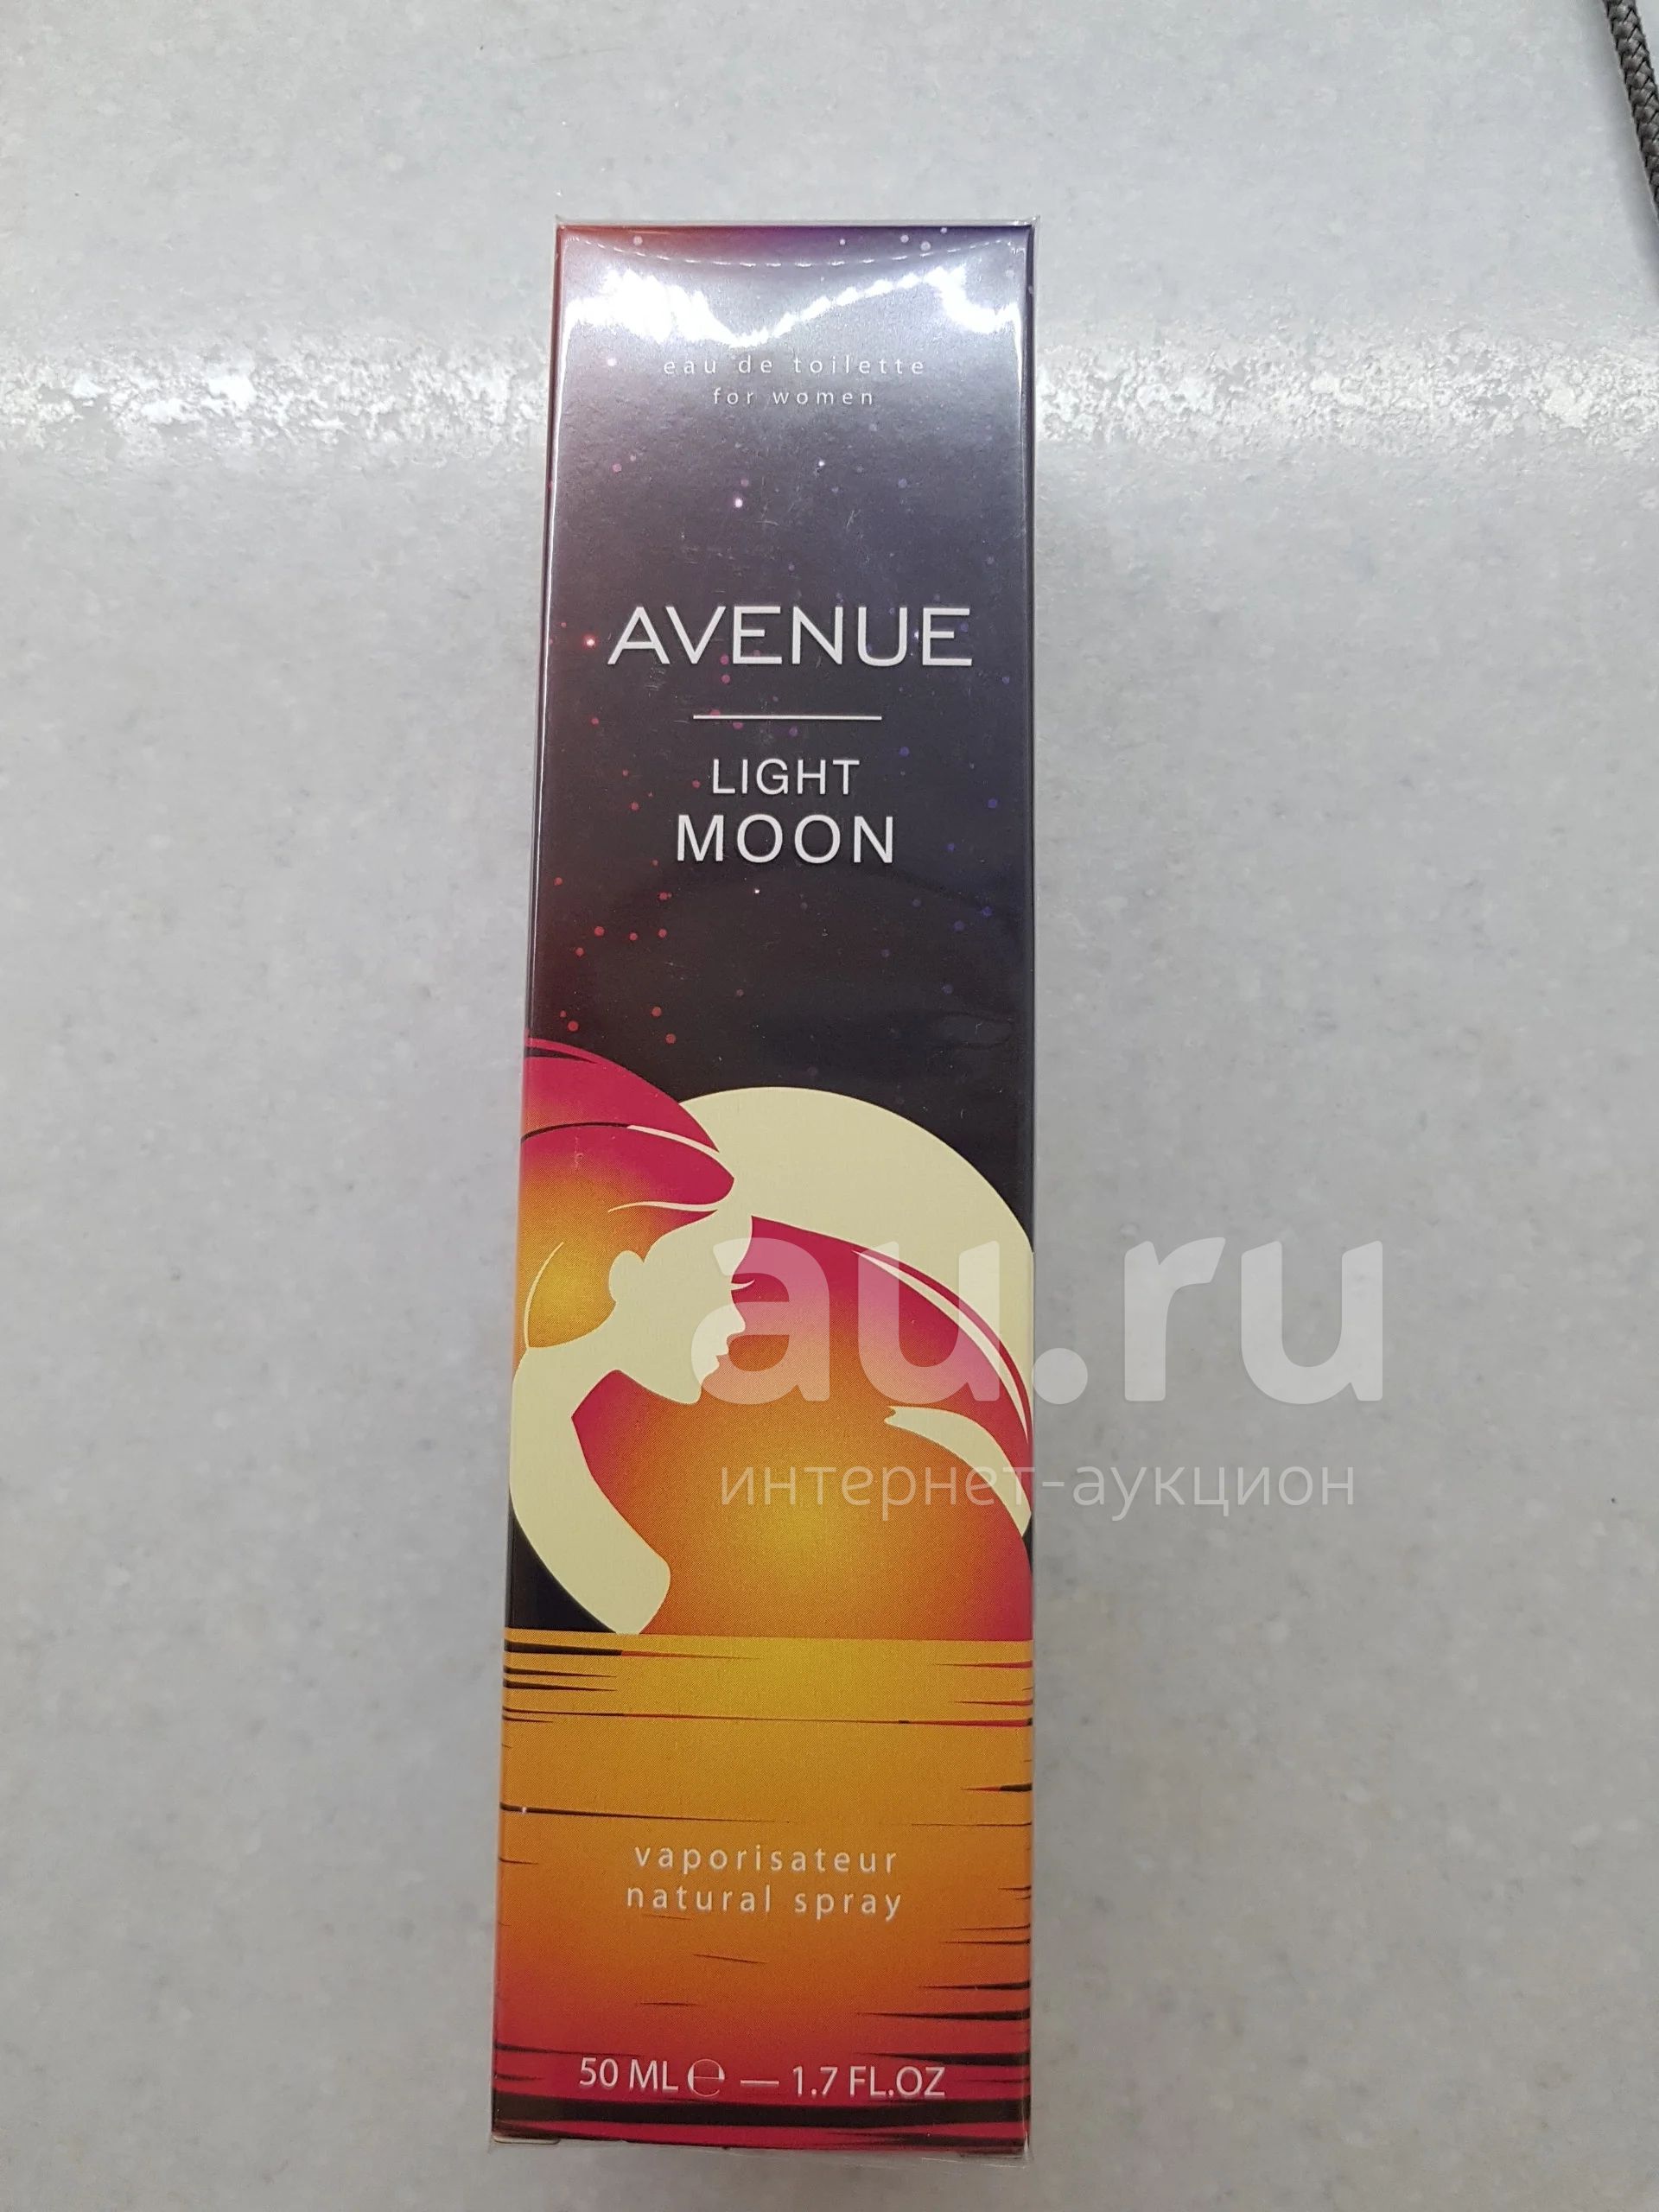 eau de toilette
for women
AVENUE
LIGHT
MOON
au.ru
интернет-аукцион
vaporisateur
natural spray
50 ML ℮ — 1.7 FL.OZ